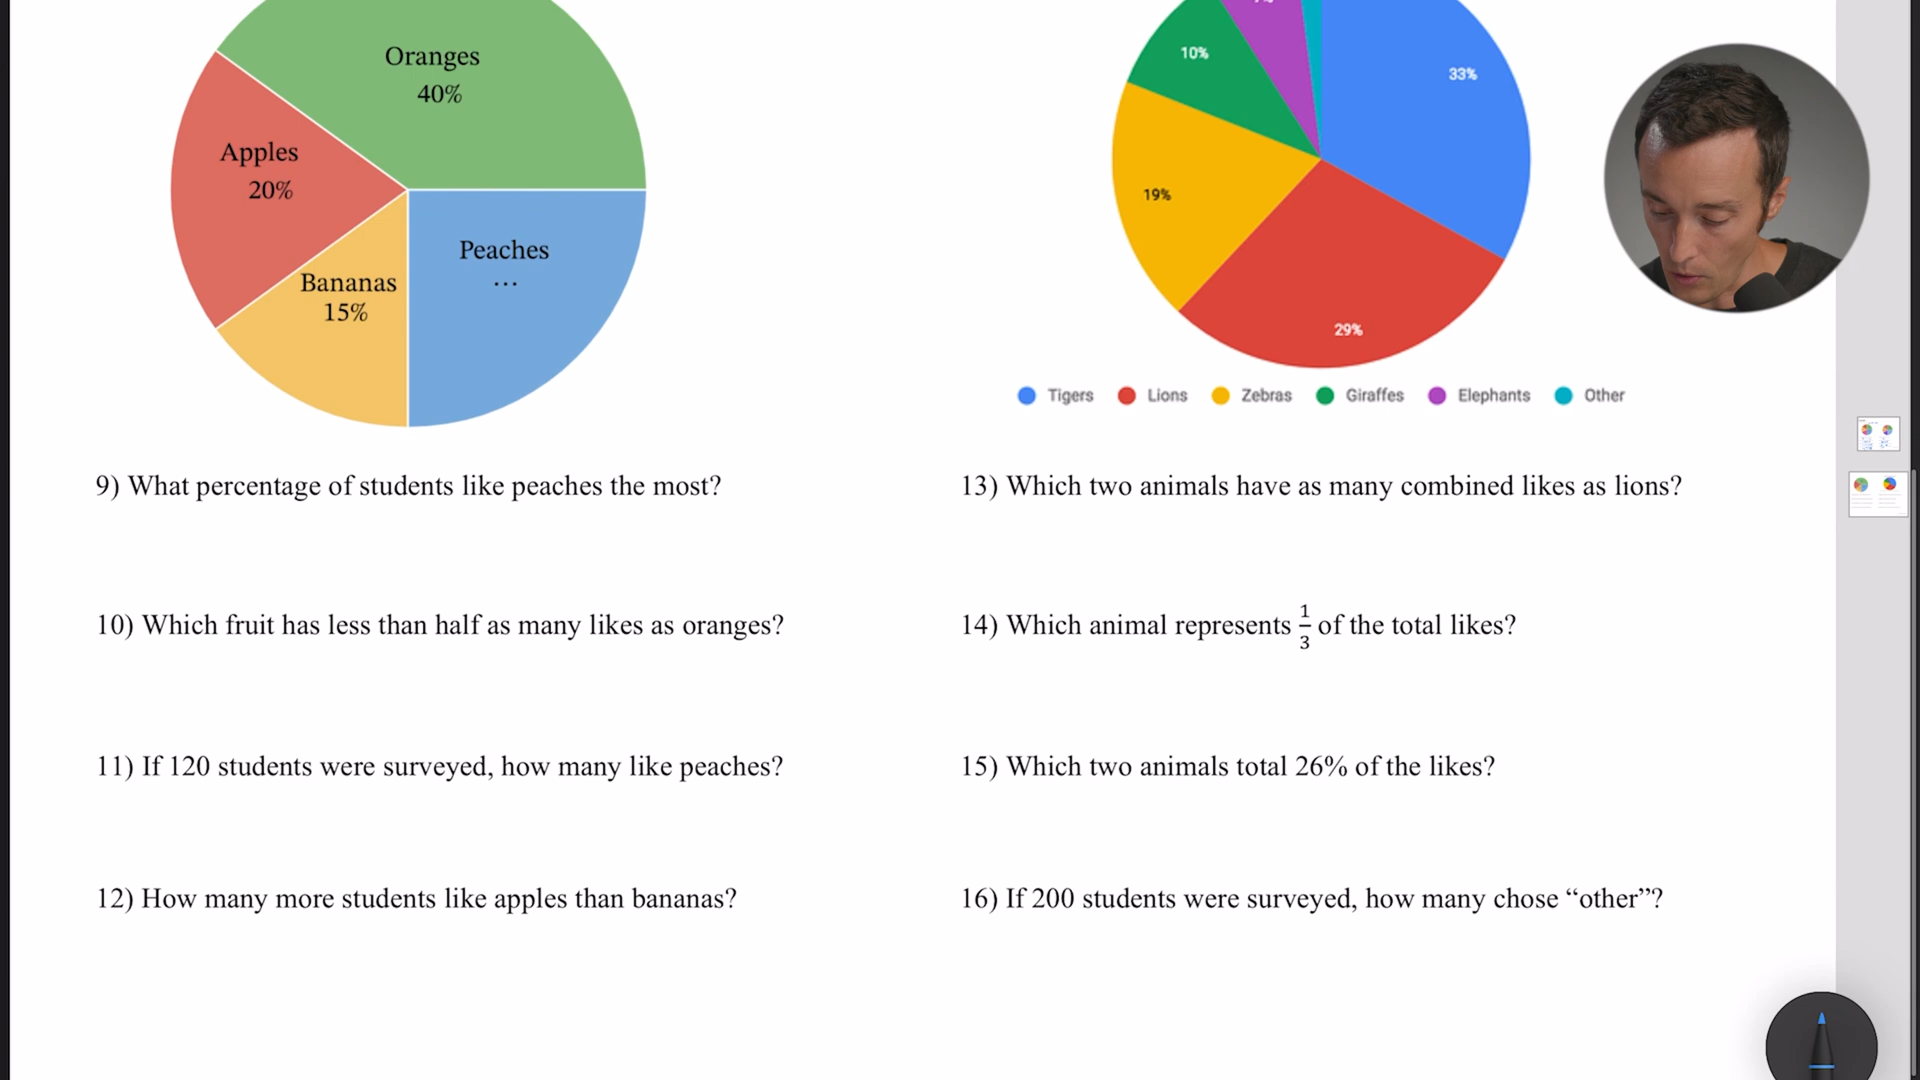 Oranges
40%
Apples
20%
Bananas
15%
Peaches
...
10%
33%
19%
29%
Tigers Lions Zebras Giraffes Elephants Other
9) What percentage of students like peaches the most?
10) Which fruit has less than half as many likes as oranges?
11) If 120 students were surveyed, how many like peaches?
12) How many more students like apples than bananas?
13) Which two animals have as many combined likes as lions?
14) Which animal represents 1/3 of the total likes?
15) Which two animals total 26% of the likes?
16) If 200 students were surveyed, how many chose “other”?